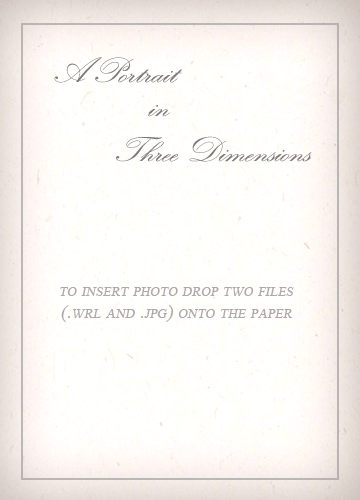 A Portrait
in
Three Dimensions
TO INSERT PHOTO DROP TWO FILES
(.WRL AND .JPG) ONTO THE PAPER